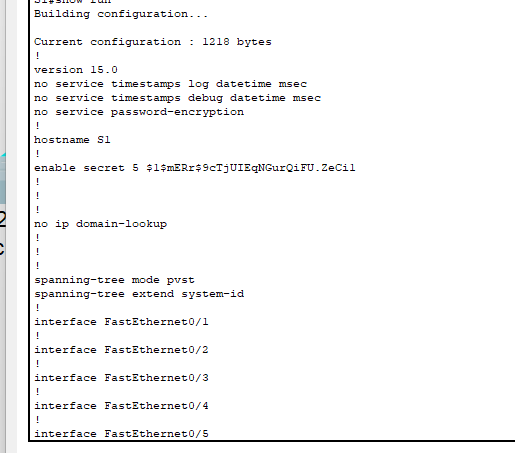 S1#show run
Building configuration...

Current configuration : 1218 bytes
!
version 15.0
no service timestamps log datetime msec
no service timestamps debug datetime msec
no service password-encryption
!
hostname S1
!
enable secret 5 $1$mERr$9cTjUIEqNGurQiFU.ZeCi1
!
!
!
no ip domain-lookup
!
!
!
spanning-tree mode pvst
spanning-tree extend system-id
!
interface FastEthernet0/1
!
interface FastEthernet0/2
!
interface FastEthernet0/3
!
interface FastEthernet0/4
!
interface FastEthernet0/5